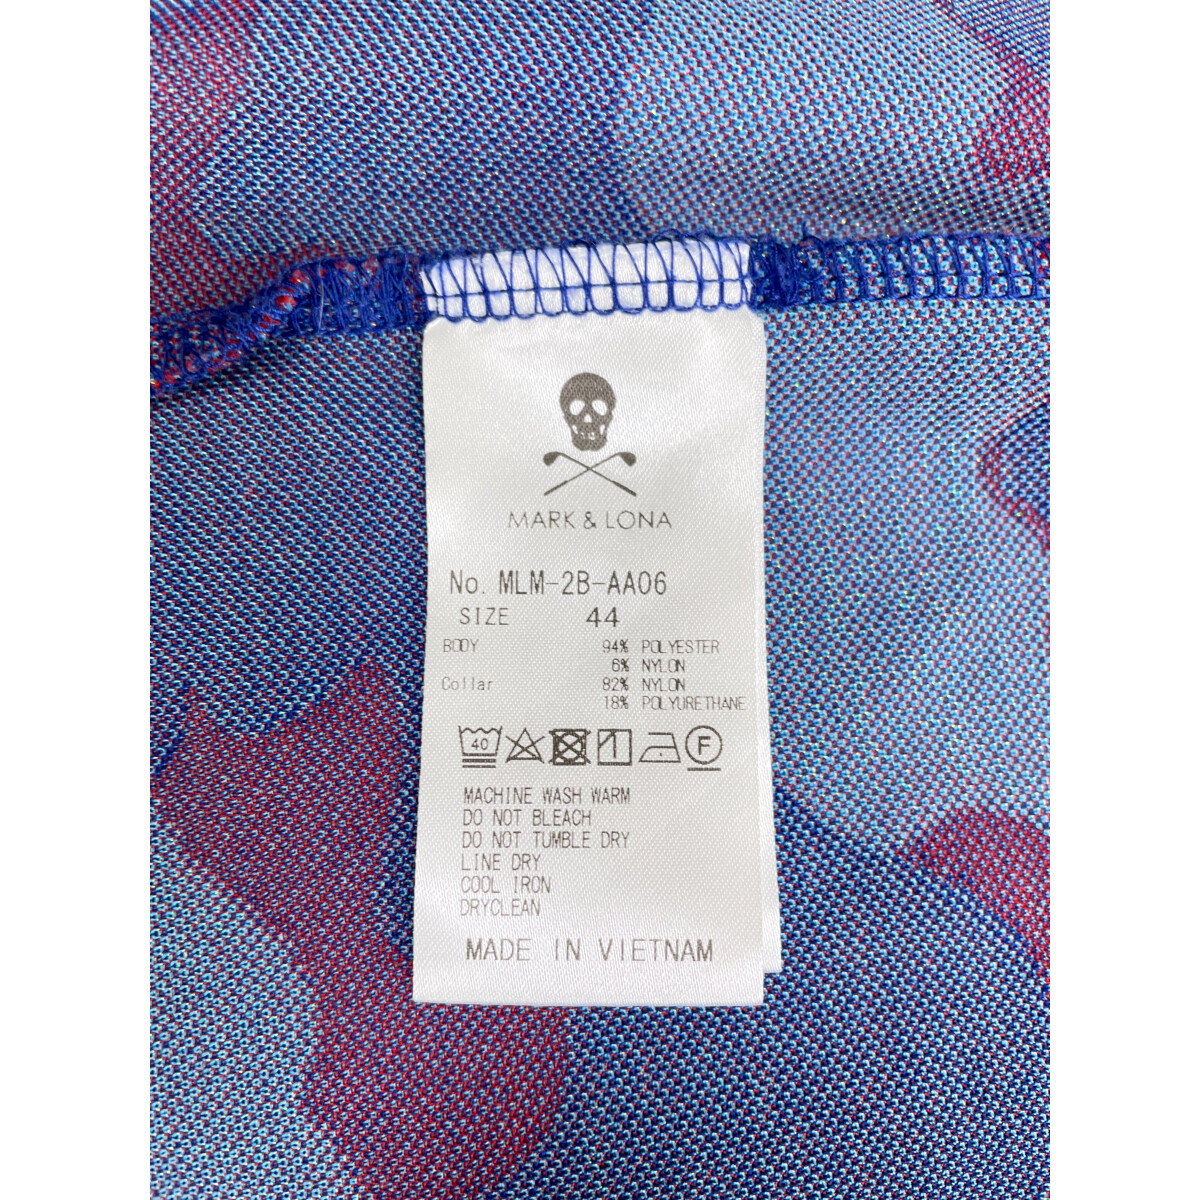 MARK & LONA
No. MLM-2B-AA06
SIZE 44
BODY 94% POLYESTER
6% NYLON
Collar 82% NYLON
18% POLYURETHANE
40 F
MACHINE WASH WARM
DO NOT BLEACH
DO NOT TUMBLE DRY
LINE DRY
COOL IRON
DRYCLEAN
MADE IN VIETNAM